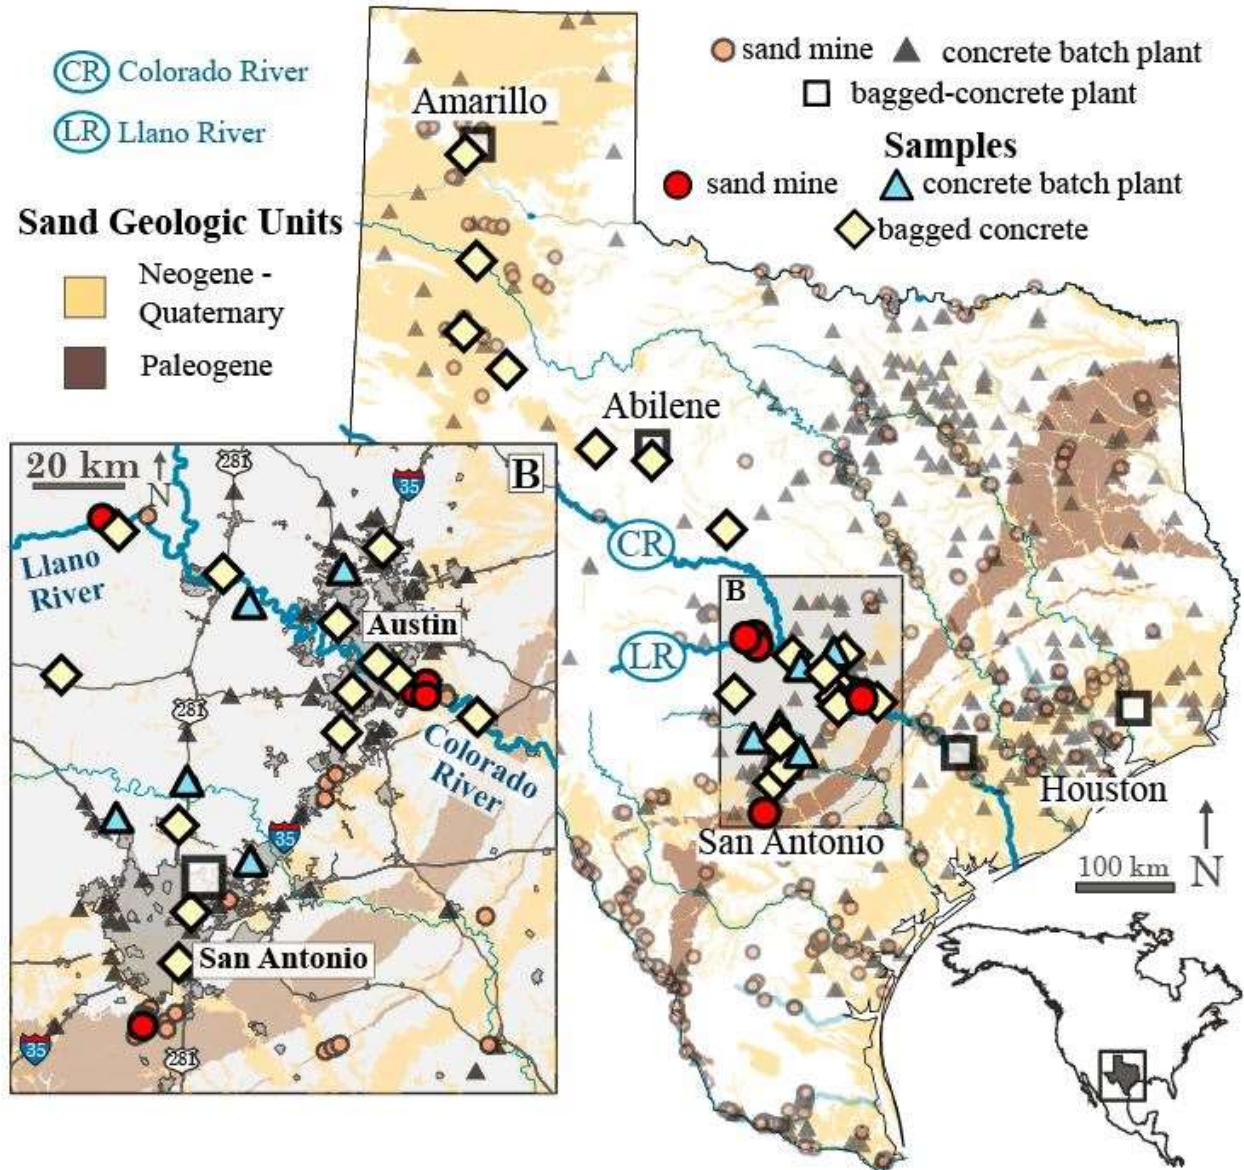 CR Colorado River
LR Llano River
Sand Geologic Units
Neogene -
Quaternary
Paleogene
sand mine
concrete batch plant
bagged-concrete plant
Samples
sand mine
concrete batch plant
bagged concrete
Amarillo
Abilene
CR
LR
B
San Antonio
Houston
100 km
N
20 km
N
281
35
B
Llano
River
Austin
281
Colorado
River
35
San Antonio
35
281